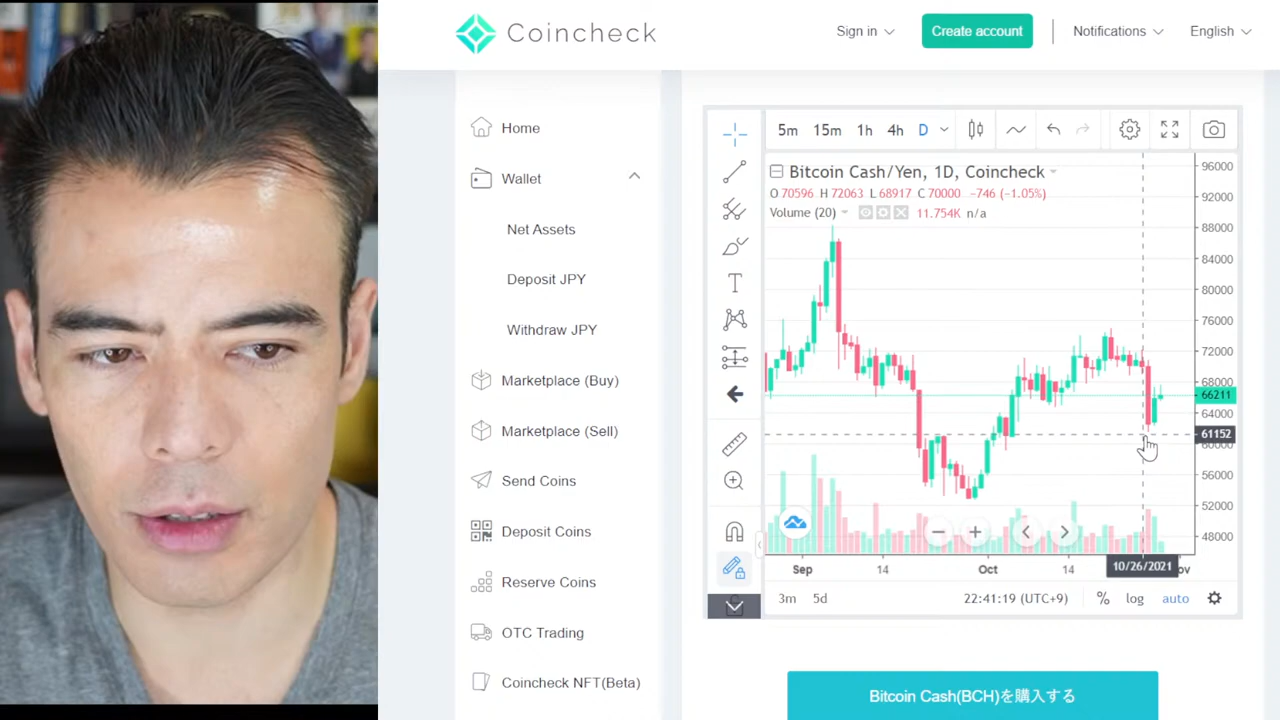 Coincheck
Sign in
Create account
Notifications
English
Home
Wallet
Net Assets
Deposit JPY
Withdraw JPY
Marketplace (Buy)
Marketplace (Sell)
Send Coins
Deposit Coins
Reserve Coins
OTC Trading
Coincheck NFT(Beta)
5m 15m 1h 4h D
T
Bitcoin Cash/Yen, 1D, Coincheck
O 70596 H 72063 L 68917 C 70000 −746 (−1.05%)
Volume (20) 11.754K n/a
96000
92000
88000
84000
80000
76000
72000
68000
66211
64000
61152
60000
56000
52000
48000
Sep 14 Oct 14 10/26/2021 ov
3m 5d 22:41:19 (UTC+9) % log auto
Bitcoin Cash(BCH)を購入する